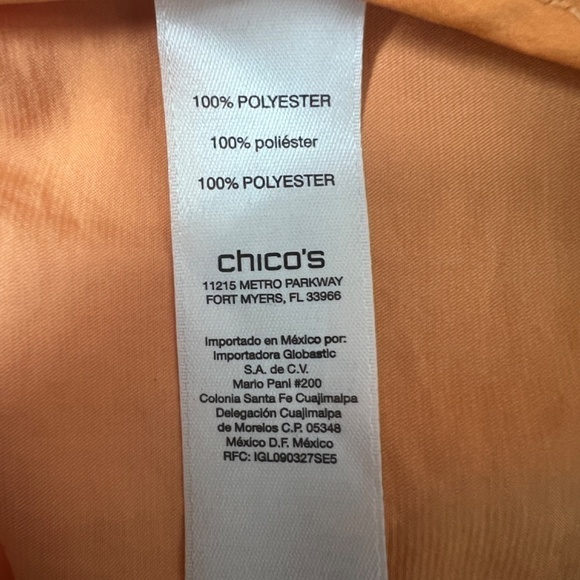 100% POLYESTER
100% poliéster
100% POLYESTER
chico's
11215 METRO PARKWAY
FORT MYERS, FL 33966
Importado en México por:
Importadora Globastic
S.A. de C.V.
Mario Pani #200
Colonia Santa Fe Cuajimalpa
Delegación Cuajimalpa
de Morelos C.P. 05348
México D.F. México
RFC: IGL090327SE5